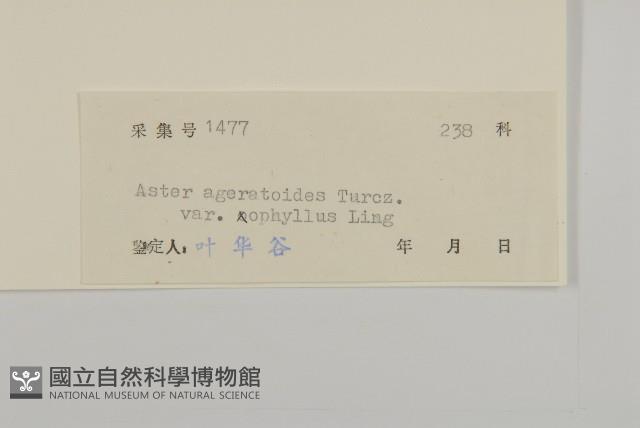 采集号 1477 238 科
Aster ageratoides Turcz.
var. ophyllus Ling
鉴定人: 叶华谷 年 月 日
國立自然科學博物館
NATIONAL MUSEUM OF NATURAL SCIENCE